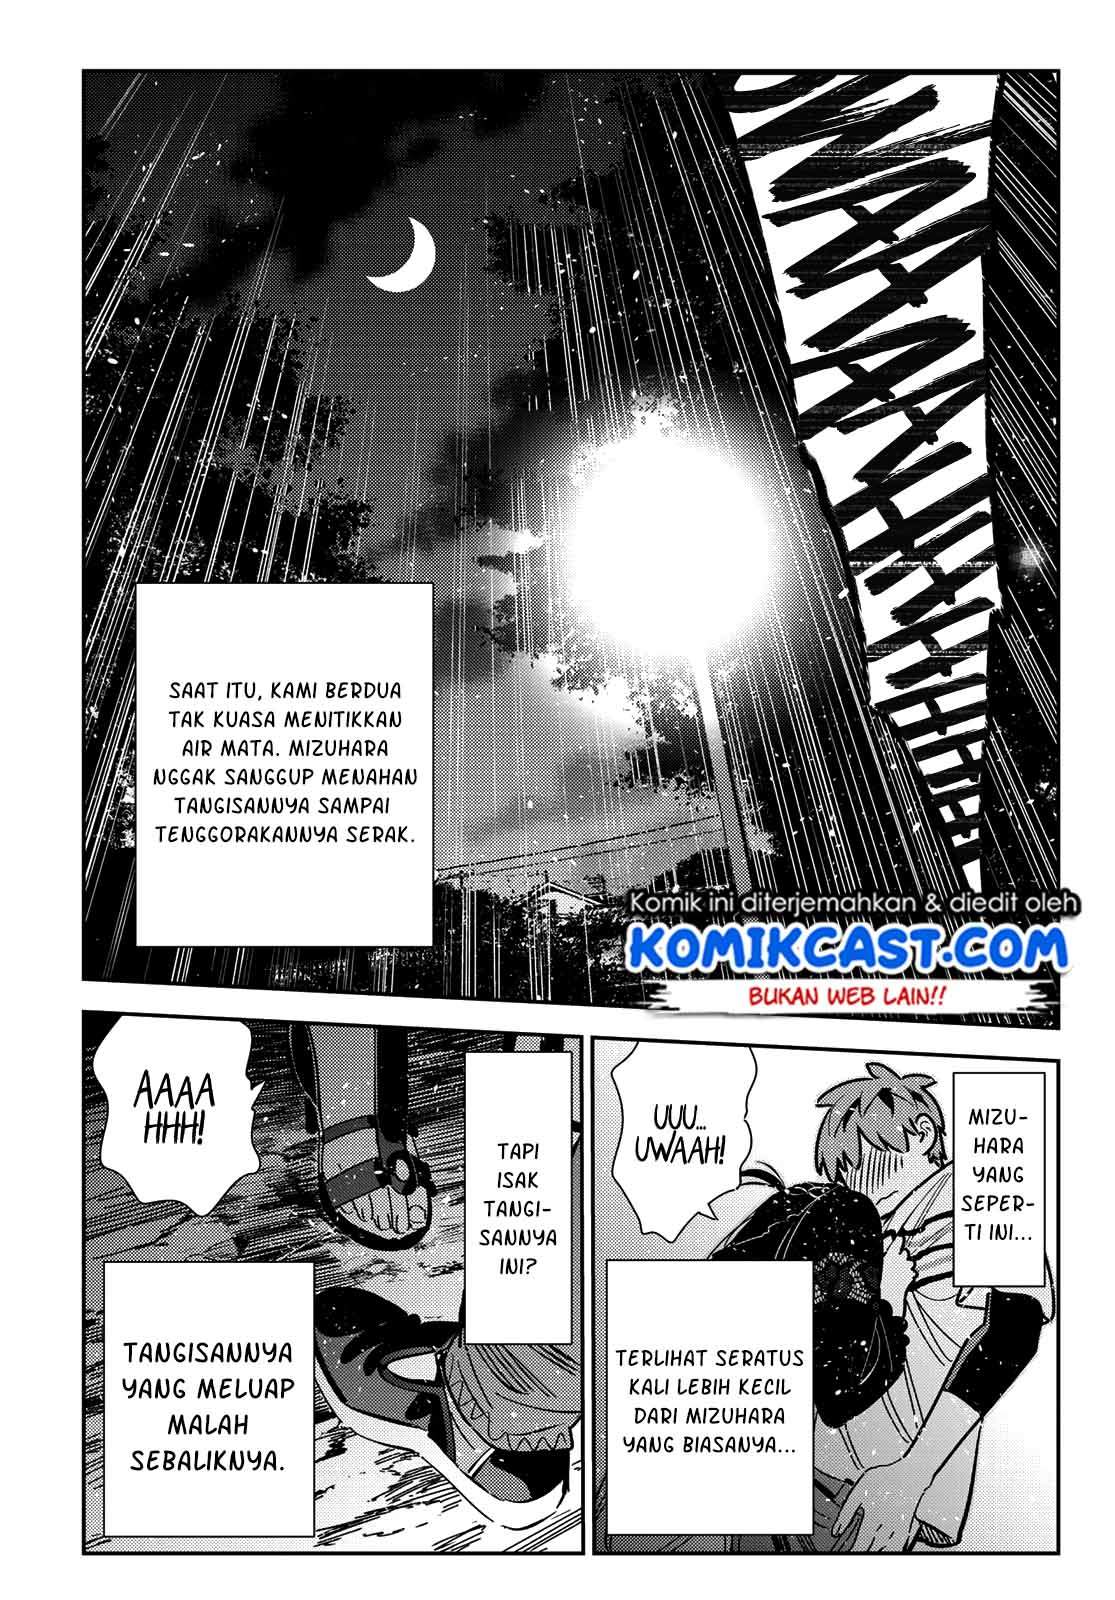 SAAT ITU, KAMI BERDUA
TAK KUASA MENITIKKAN
AIR MATA. MIZUHARA
NGGAK SANGGUP MENAHAN
TANGISANNYA SAMPAI
TENGGORAKANNYA SERAK.
Komik ini diterjemahkan & diedit oleh
KOMIKCAST.COM
BUKAN WEB LAIN!!
MIZU-
HARA
YANG
SEPER-
TI INI...
UUU...
UWAAH!
TERLIHAT SERATUS
KALI LEBIH KECIL
DARI MIZUHARA
YANG BIASANYA...
TAPI
ISAK
TANGI-
SANNYA
INI?
AAAA
HHH!
TANGISANNYA
YANG MELUAP
MALAH
SEBALIKNYA.